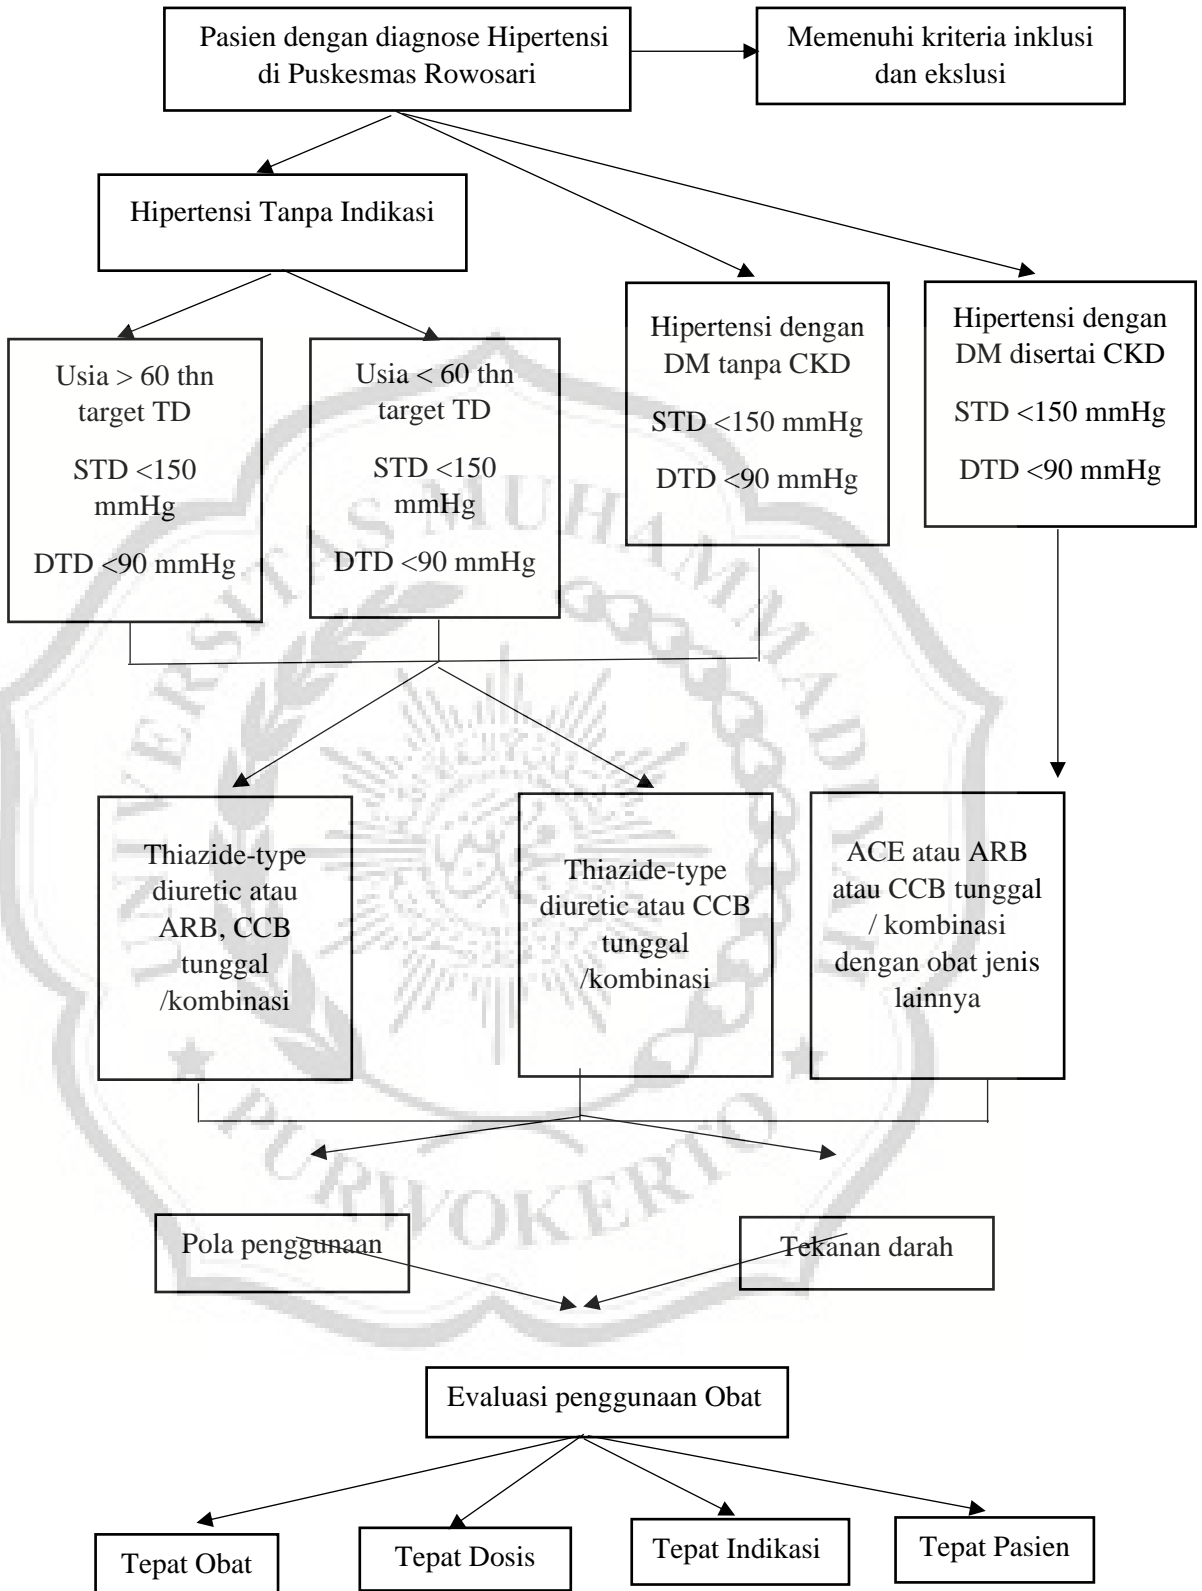 Pasien dengan diagnose Hipertensi
di Puskesmas Rowosari
Memenuhi kriteria inklusi
dan ekslusi
Hipertensi Tanpa Indikasi
Usia > 60 thn
target TD
STD <150
mmHg
DTD <90 mmHg
Usia < 60 thn
target TD
STD <150
mmHg
DTD <90 mmHg
Hipertensi dengan
DM tanpa CKD
STD <150 mmHg
DTD <90 mmHg
Hipertensi dengan
DM disertai CKD
STD <150 mmHg
DTD <90 mmHg
Thiazide-type
diuretic atau
ARB, CCB
tunggal
/kombinasi
Thiazide-type
diuretic atau CCB
tunggal
/kombinasi
ACE atau ARB
atau CCB tunggal
/ kombinasi
dengan obat jenis
lainnya
Pola penggunaan
Tekanan darah
Evaluasi penggunaan Obat
Tepat Obat
Tepat Dosis
Tepat Indikasi
Tepat Pasien
UNIVERSITAS MUHAMMADIYAH
PURWOKERTO